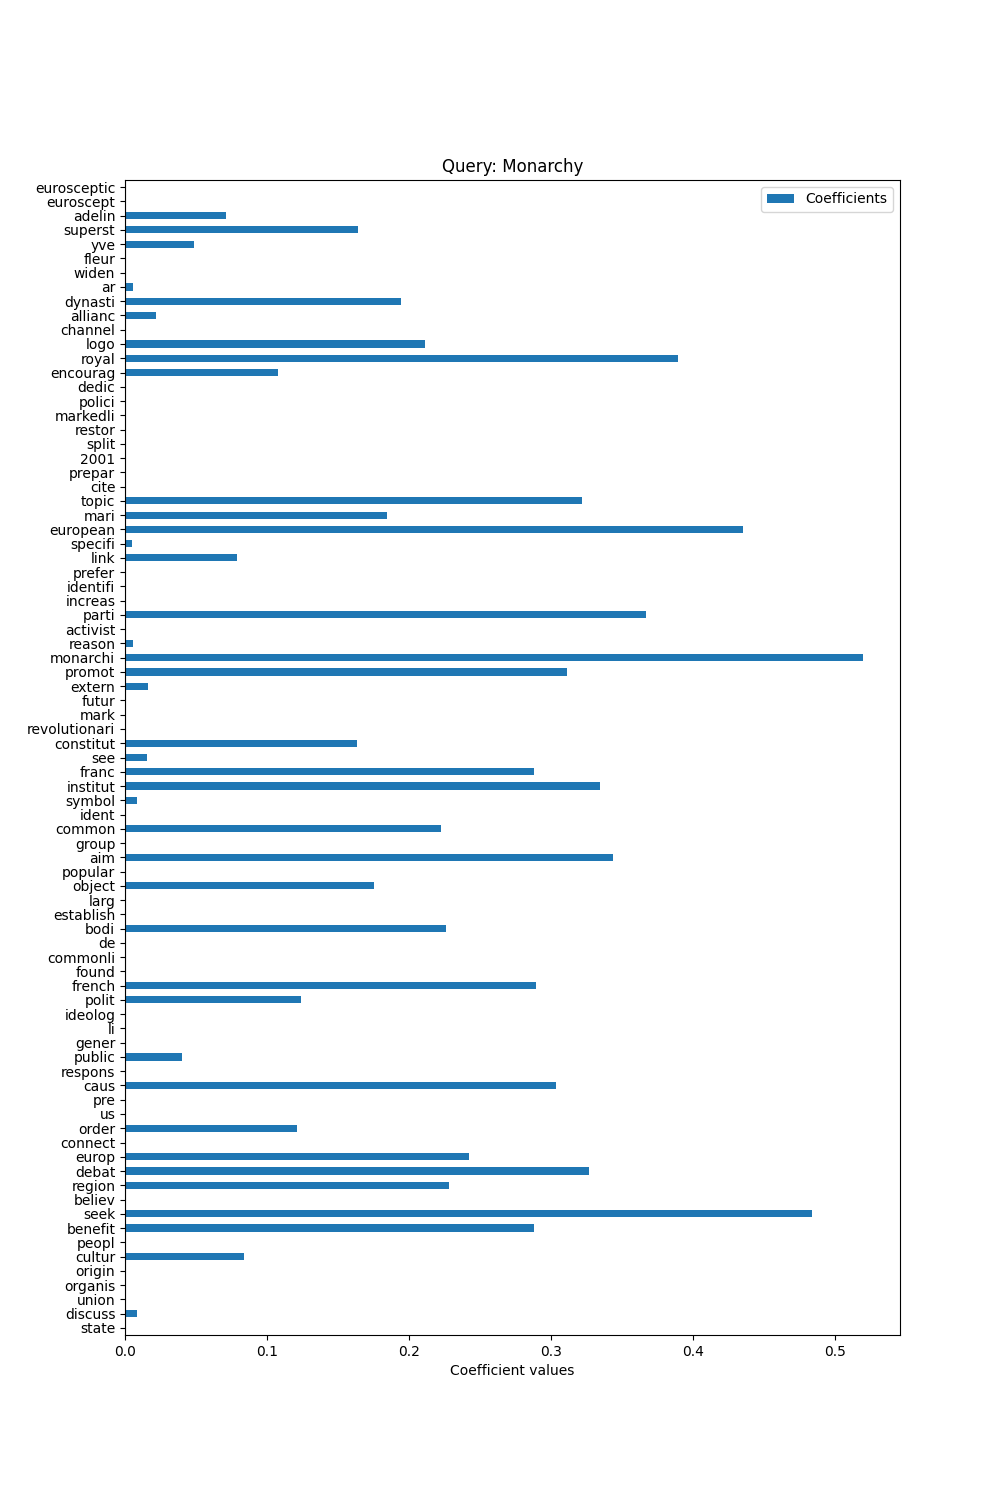 Query: Monarchy
Coefficients
eurosceptic
euroscept
adelin
superst
yve
fleur
widen
ar
dynasti
allianc
channel
logo
royal
encourag
dedic
polici
markedli
restor
split
2001
prepar
cite
topic
mari
european
specifi
link
prefer
identifi
increas
parti
activist
reason
monarchi
promot
extern
futur
mark
revolutionari
constitut
see
franc
institut
symbol
ident
common
group
aim
popular
object
larg
establish
bodi
de
commonli
found
french
polit
ideolog
li
gener
public
respons
caus
pre
us
order
connect
europ
debat
region
believ
seek
benefit
peopl
cultur
origin
organis
union
discuss
state
0.0 0.1 0.2 0.3 0.4 0.5
Coefficient values